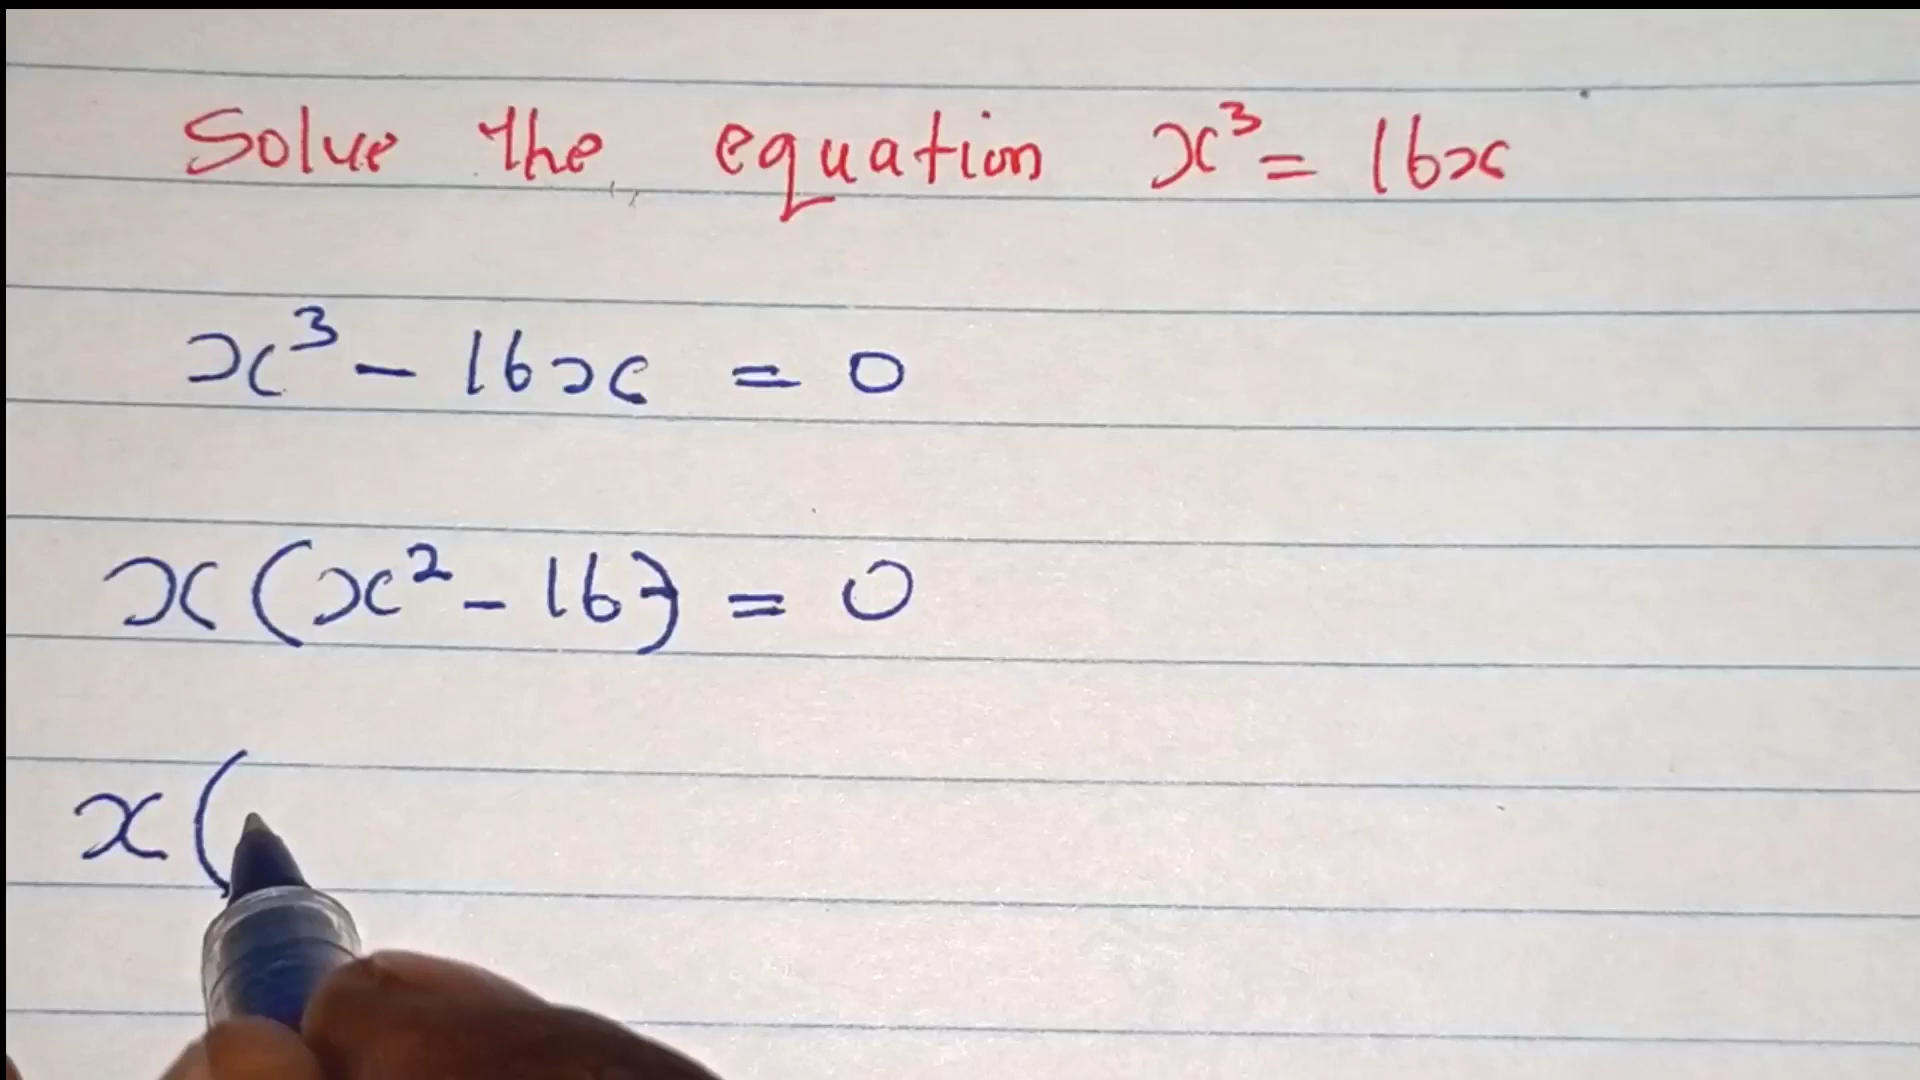 Solve the equation x³ = 16x
x³ - 16x = 0
x(x² - 16) = 0
x(